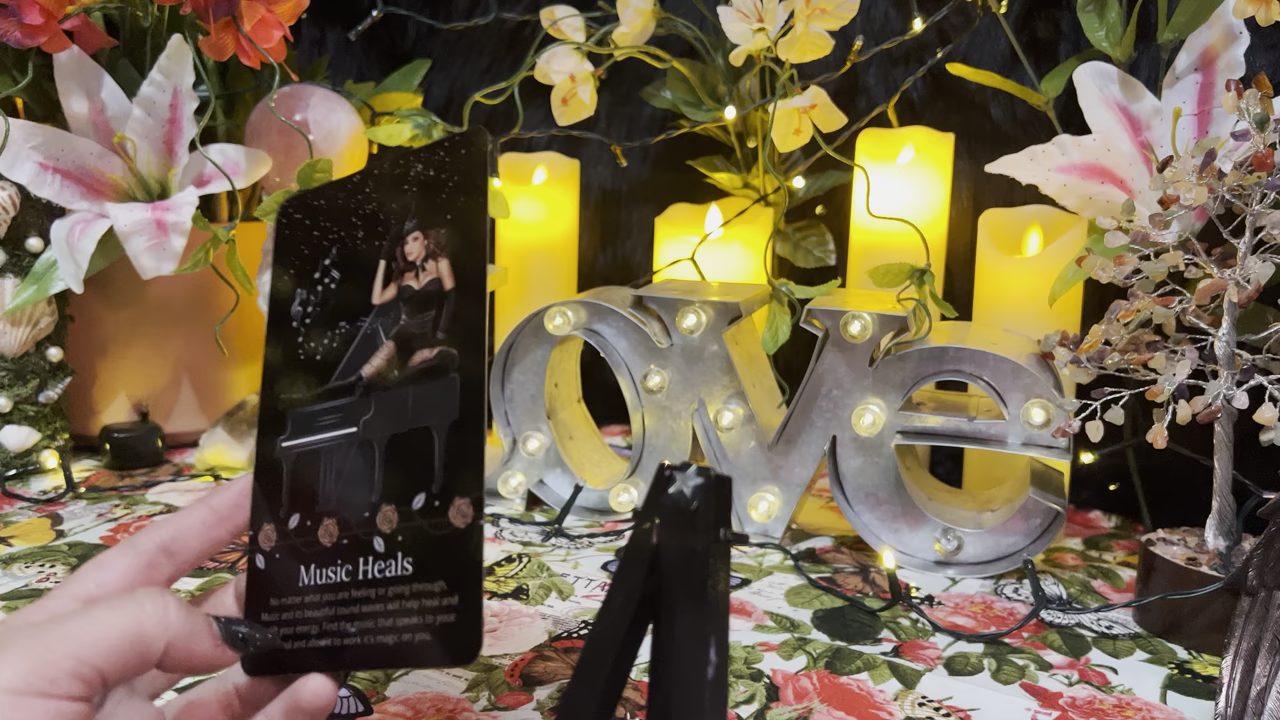 Music Heals
No matter what you are feeling or going through,
Music and its beautiful sound waves will help heal and
your energy. Find the music that speaks to your
and allow it to work it's magic on you.
Ove